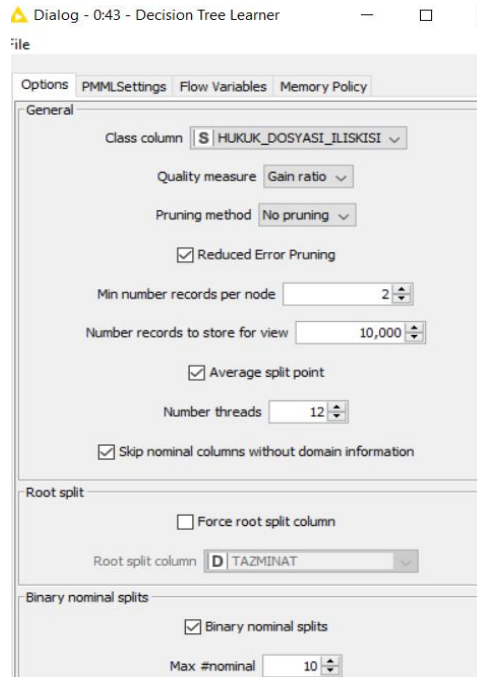 Dialog - 0:43 - Decision Tree Learner
File
Options PMMLSettings Flow Variables Memory Policy
General
Class column S HUKUK_DOSYASI_ILISKISI
Quality measure Gain ratio
Pruning method No pruning
Reduced Error Pruning
Min number records per node 2
Number records to store for view 10,000
Average split point
Number threads 12
Skip nominal columns without domain information
Root split
Force root split column
Root split column D TAZMINAT
Binary nominal splits
Binary nominal splits
Max #nominal 10